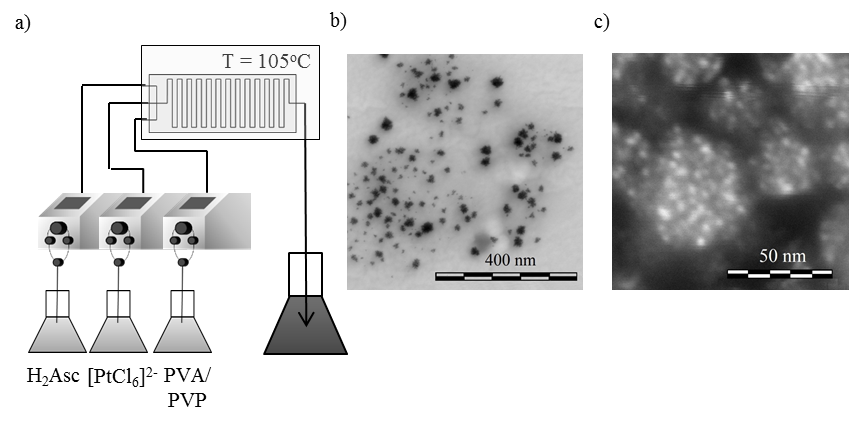 a)
T = 105°C
H₂Asc [PtCl₆]²⁻ PVA/
PVP
b)
400 nm
c)
50 nm